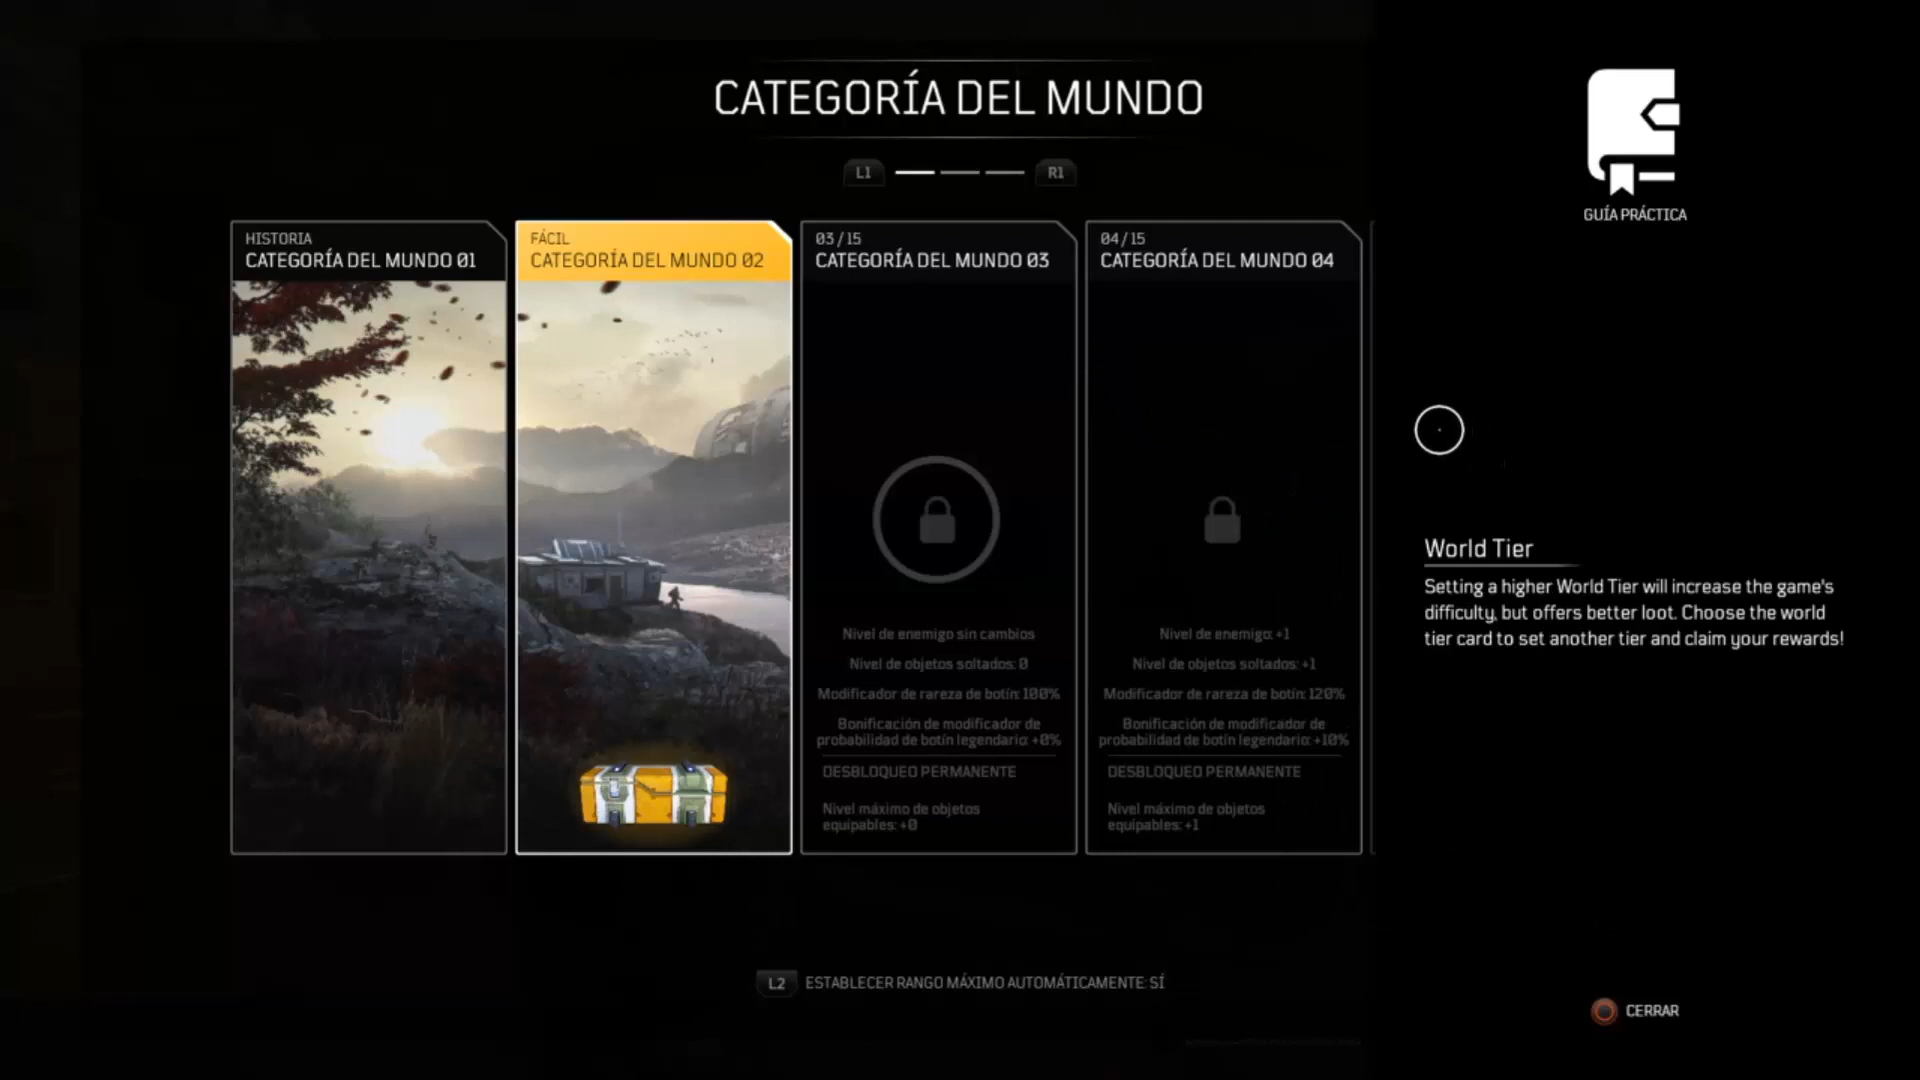 CATEGORÍA DEL MUNDO
L1
R1
GUÍA PRÁCTICA
HISTORIA
CATEGORÍA DEL MUNDO 01
FÁCIL
CATEGORÍA DEL MUNDO 02
03/15
CATEGORÍA DEL MUNDO 03
Nivel de enemigo sin cambios
Nivel de objetos soltados: 0
Modificador de rareza de botín: 100%
Bonificación de modificador de
probabilidad de botín legendario: +0%
DESBLOQUEO PERMANENTE
Nivel máximo de objetos
equipables: +0
04/15
CATEGORÍA DEL MUNDO 04
Nivel de enemigo: +1
Nivel de objetos soltados: +1
Modificador de rareza de botín: 120%
Bonificación de modificador de
probabilidad de botín legendario: +10%
DESBLOQUEO PERMANENTE
Nivel máximo de objetos
equipables: +1
World Tier
Setting a higher World Tier will increase the game's
difficulty, but offers better loot. Choose the world
tier card to set another tier and claim your rewards!
L2 ESTABLECER RANGO MÁXIMO AUTOMÁTICAMENTE: SÍ
CERRAR